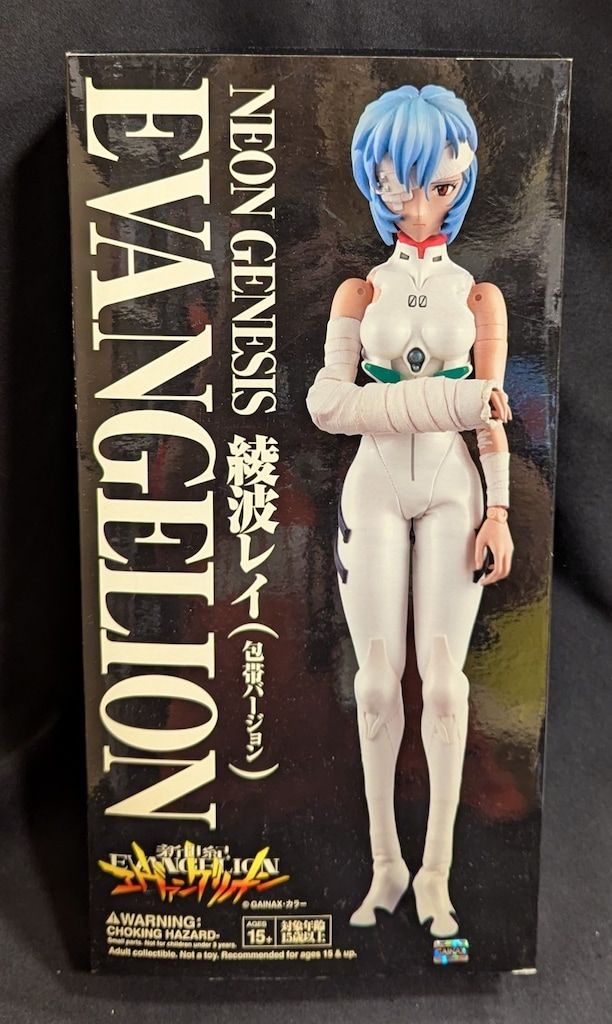 NEON GENESIS
EVANGELION
綾波レイ(包帯バージョン)
00
新世紀
EVANGELION
エヴァンゲリオン
© GAINAX・カラー
WARNING:
CHOKING HAZARD-
Small parts. Not for children under 3 years.
Adult collectible. Not a toy. Recommended for ages 15 & up.
AGES
15+
対象年齢
15歳以上
GAINAX